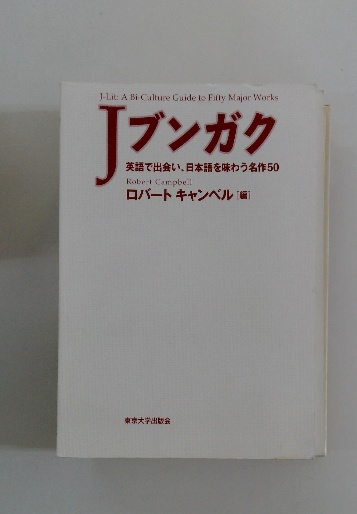 J-Lit: A Bi-Culture Guide to Fifty Major Works
Jブンガク
英語で出会い、日本語を味わう名作50
Robert Campbell
ロバート キャンベル[編]
東京大学出版会